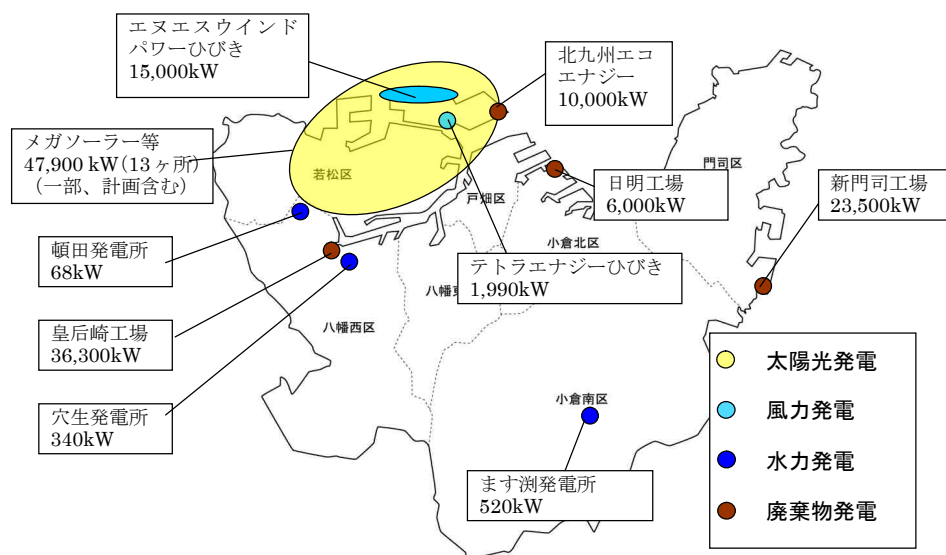 エヌエスウインド
パワーひびき
15,000kW
北九州エコ
エナジー
10,000kW
メガソーラー等
47,900 kW(13ヶ所)
(一部、計画含む)
若松区
戸畑区
門司区
日明工場
6,000kW
新門司工場
23,500kW
頓田発電所
68kW
小倉北区
テトラエナジーひびき
1,990kW
八幡東
八幡西区
皇后崎工場
36,300kW
穴生発電所
340kW
小倉南区
ます渕発電所
520kW
太陽光発電
風力発電
水力発電
廃棄物発電